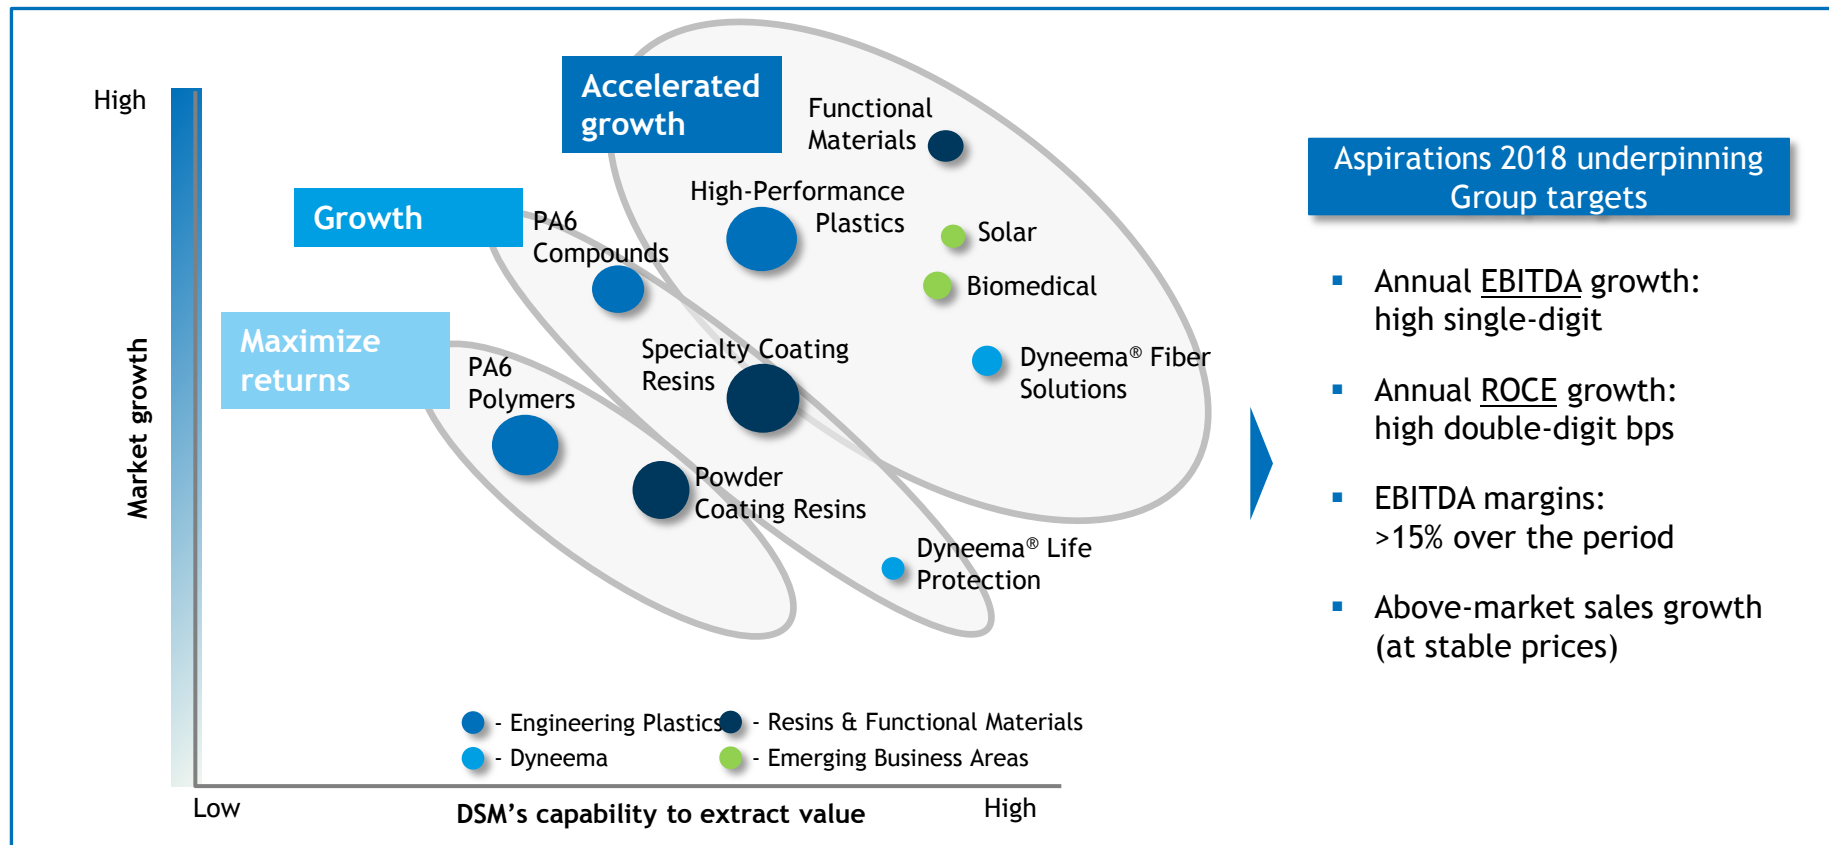 High
Accelerated
growth
Functional
Materials
High-Performance
Plastics
Growth
PA6
Compounds
Solar
Biomedical
Maximize
returns
Market growth
PA6
Polymers
Specialty Coating
Resins
Dyneema® Fiber
Solutions
Powder
Coating Resins
Dyneema® Life
Protection
- Engineering Plastics
- Resins & Functional Materials
- Dyneema
- Emerging Business Areas
Low
DSM’s capability to extract value
High
Aspirations 2018 underpinning
Group targets
▪ Annual EBITDA growth:
high single-digit
▪ Annual ROCE growth:
high double-digit bps
▪ EBITDA margins:
>15% over the period
▪ Above-market sales growth
(at stable prices)